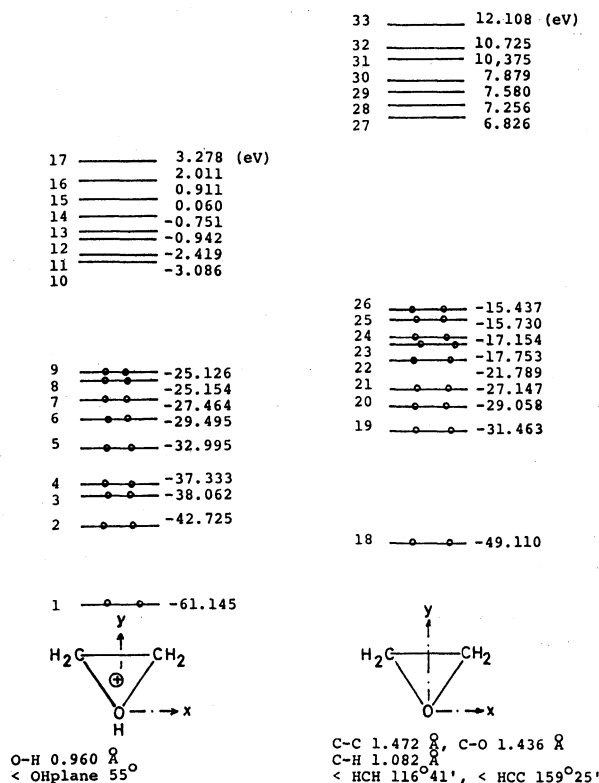 17 3.278 (eV)
16 2.011
15 0.911
14 0.060
13 -0.751
12 -0.942
11 -2.419
10 -3.086
9 -25.126
8 -25.154
7 -27.464
6 -29.495
5 -32.995
4 -37.333
3 -38.062
2 -42.725
1 -61.145
y
H2C CH2
⊕
O x
H
O-H 0.960 Å
< OHplane 55°
33 12.108 (eV)
32 10.725
31 10,375
30 7.879
29 7.580
28 7.256
27 6.826
26 -15.437
25 -15.730
24 -17.154
23 -17.753
22 -21.789
21 -27.147
20 -29.058
19 -31.463
18 -49.110
y
H2C CH2
O x
C-C 1.472 Å, C-O 1.436 Å
C-H 1.082 Å
< HCH 116°41', < HCC 159°25'